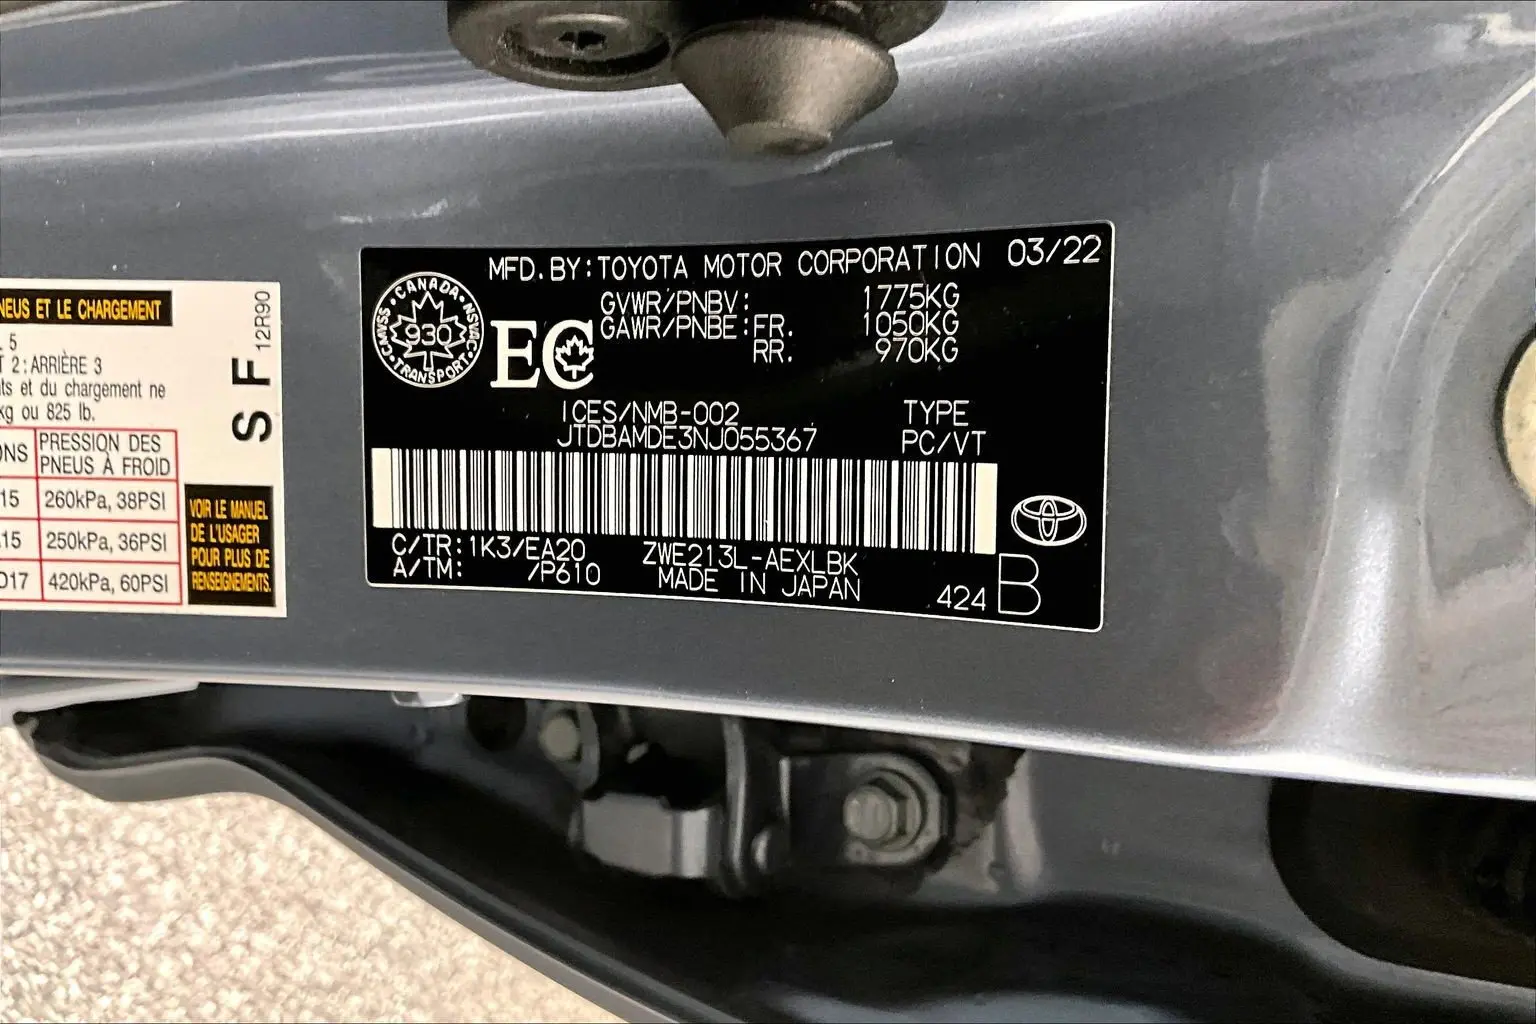 NEUS ET LE CHARGEMENT
. 5
T 2: ARRIÈRE 3
ts et du chargement ne
kg ou 825 lb.
ONS PRESSION DES PNEUS À FROID
15 260kPa, 38PSI
15 250kPa, 36PSI
D17 420kPa, 60PSI
S F 12R90
VOIR LE MANUEL
DE L'USAGER
POUR PLUS DE
RENSEIGNEMENTS.
MFD. BY: TOYOTA MOTOR CORPORATION 03/22
CANADA • NSVAC • TRANSPORT • CMVSS •
930
EC
GVWR/PNBV: 1775KG
GAWR/PNBE: FR. 1050KG
RR. 970KG
ICES/NMB-002 TYPE
JTDBAMDE3NJ055367 PC/VT
C/TR: 1K3/EA20 ZWE213L-AEXLBK
A/TM: /P610 MADE IN JAPAN
424 B